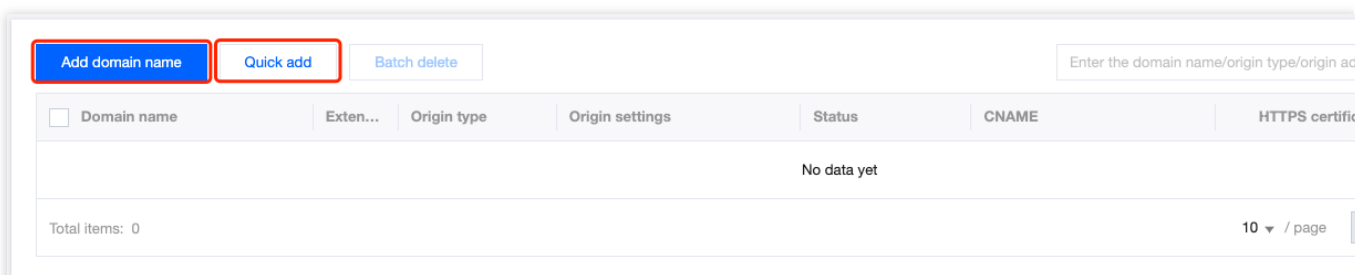 Add domain name Quick add Batch delete Enter the domain name/origin type/origin ad
Domain name Exten... Origin type Origin settings Status CNAME HTTPS certific
No data yet
Total items: 0 10 / page